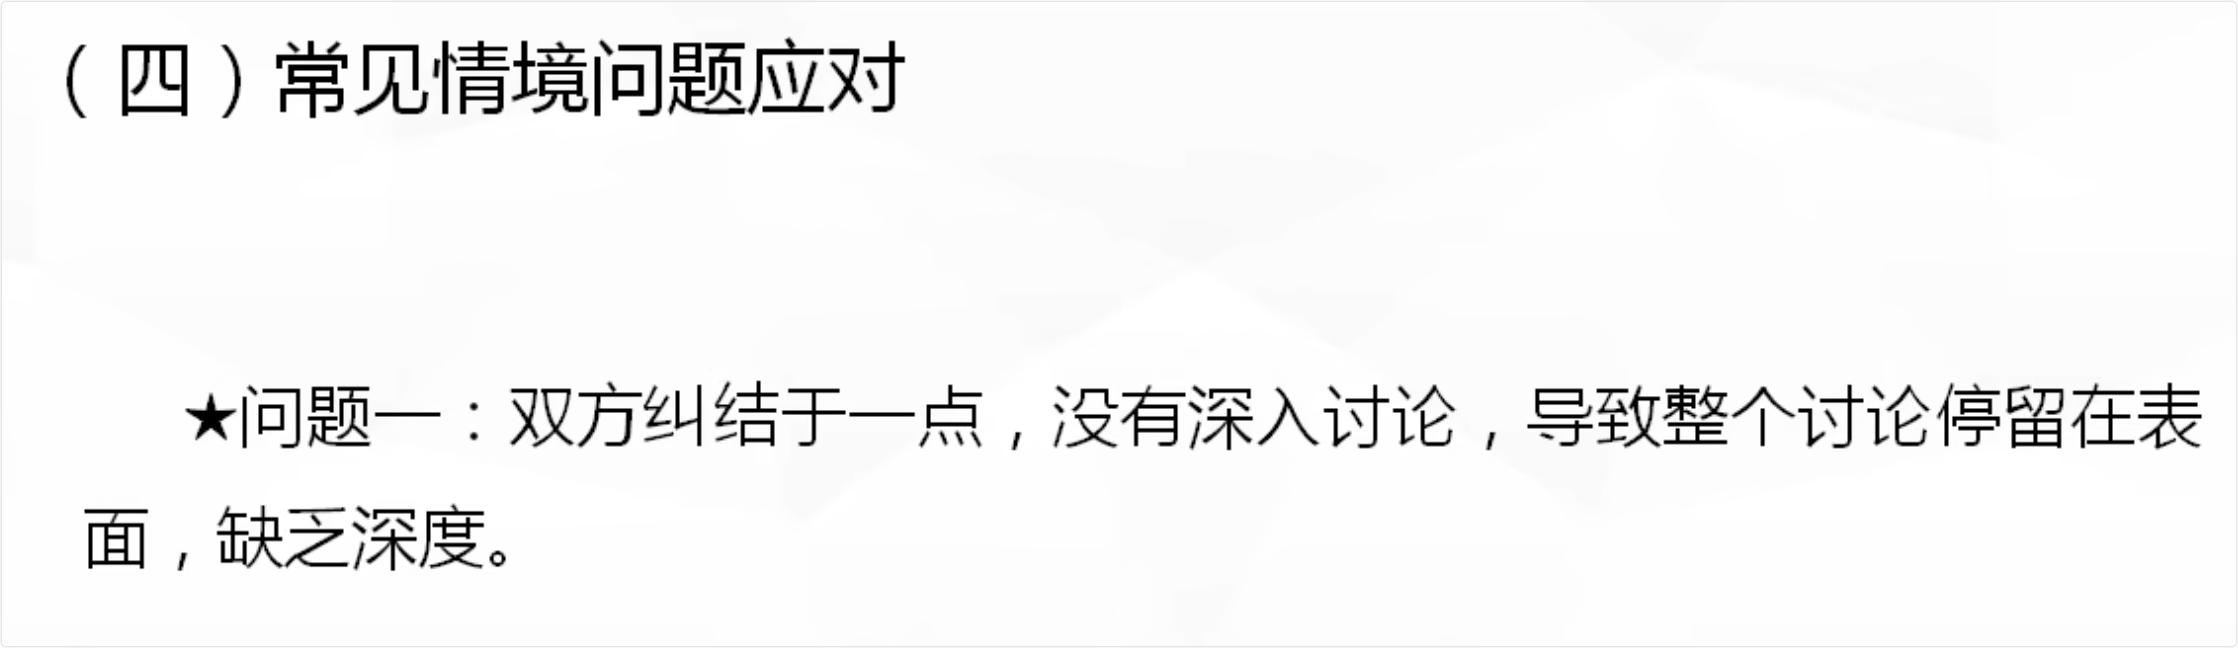 （四）常见情境问题应对
★问题一：双方纠结于一点，没有深入讨论，导致整个讨论停留在表
面，缺乏深度。